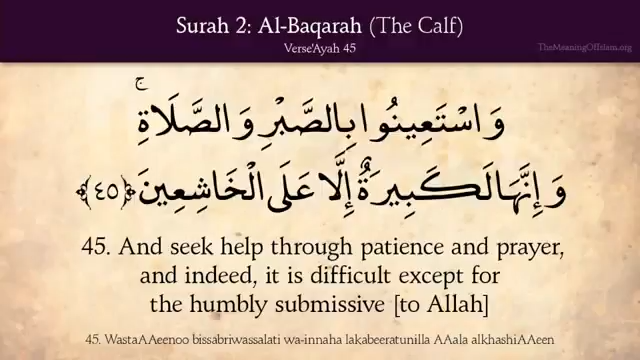 Surah 2: Al-Baqarah (The Calf)
Verse'Ayah 45
TheMeaningOfIslam.org
وَاسْتَعِينُوا بِالصَّبْرِ وَالصَّلَاةِ ۚ
وَإِنَّهَا لَكَبِيرَةٌ إِلَّا عَلَى الْخَاشِعِينَ ﴿٤٥﴾
45. And seek help through patience and prayer,
and indeed, it is difficult except for
the humbly submissive [to Allah]
45. WastaAAeenoo bissabriwassalati wa-innaha lakabeeratunilla AAala alkhashiAAeen